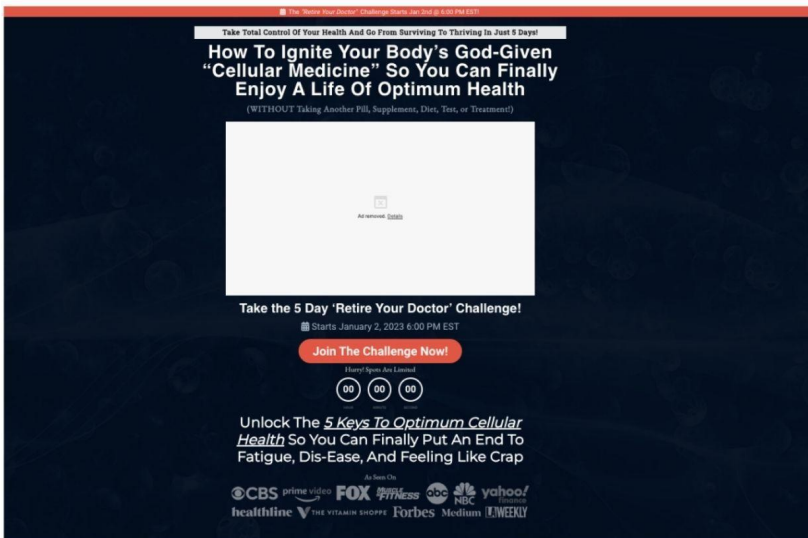 The "Retire Your Doctor" Challenge Starts Jan 2nd @ 6:00 PM EST!
Take Total Control Of Your Health And Go From Surviving To Thriving In Just 5 Days!
How To Ignite Your Body's God-Given
"Cellular Medicine" So You Can Finally
Enjoy A Life Of Optimum Health
(WITHOUT Taking Another Pill, Supplement, Diet, Test, or Treatment!)
Ad removed. Details
Take the 5 Day 'Retire Your Doctor' Challenge!
Starts January 2, 2023 6:00 PM EST
Join The Challenge Now!
Hurry! Spots Are Limited
00 00 00
Unlock The 5 Keys To Optimum Cellular
Health So You Can Finally Put An End To
Fatigue, Dis-Ease, And Feeling Like Crap
As Seen On
CBS prime video FOX MUSCLE & FITNESS abc NBC yahoo! finance
healthline THE VITAMIN SHOPPE Forbes Medium LA WEEKLY